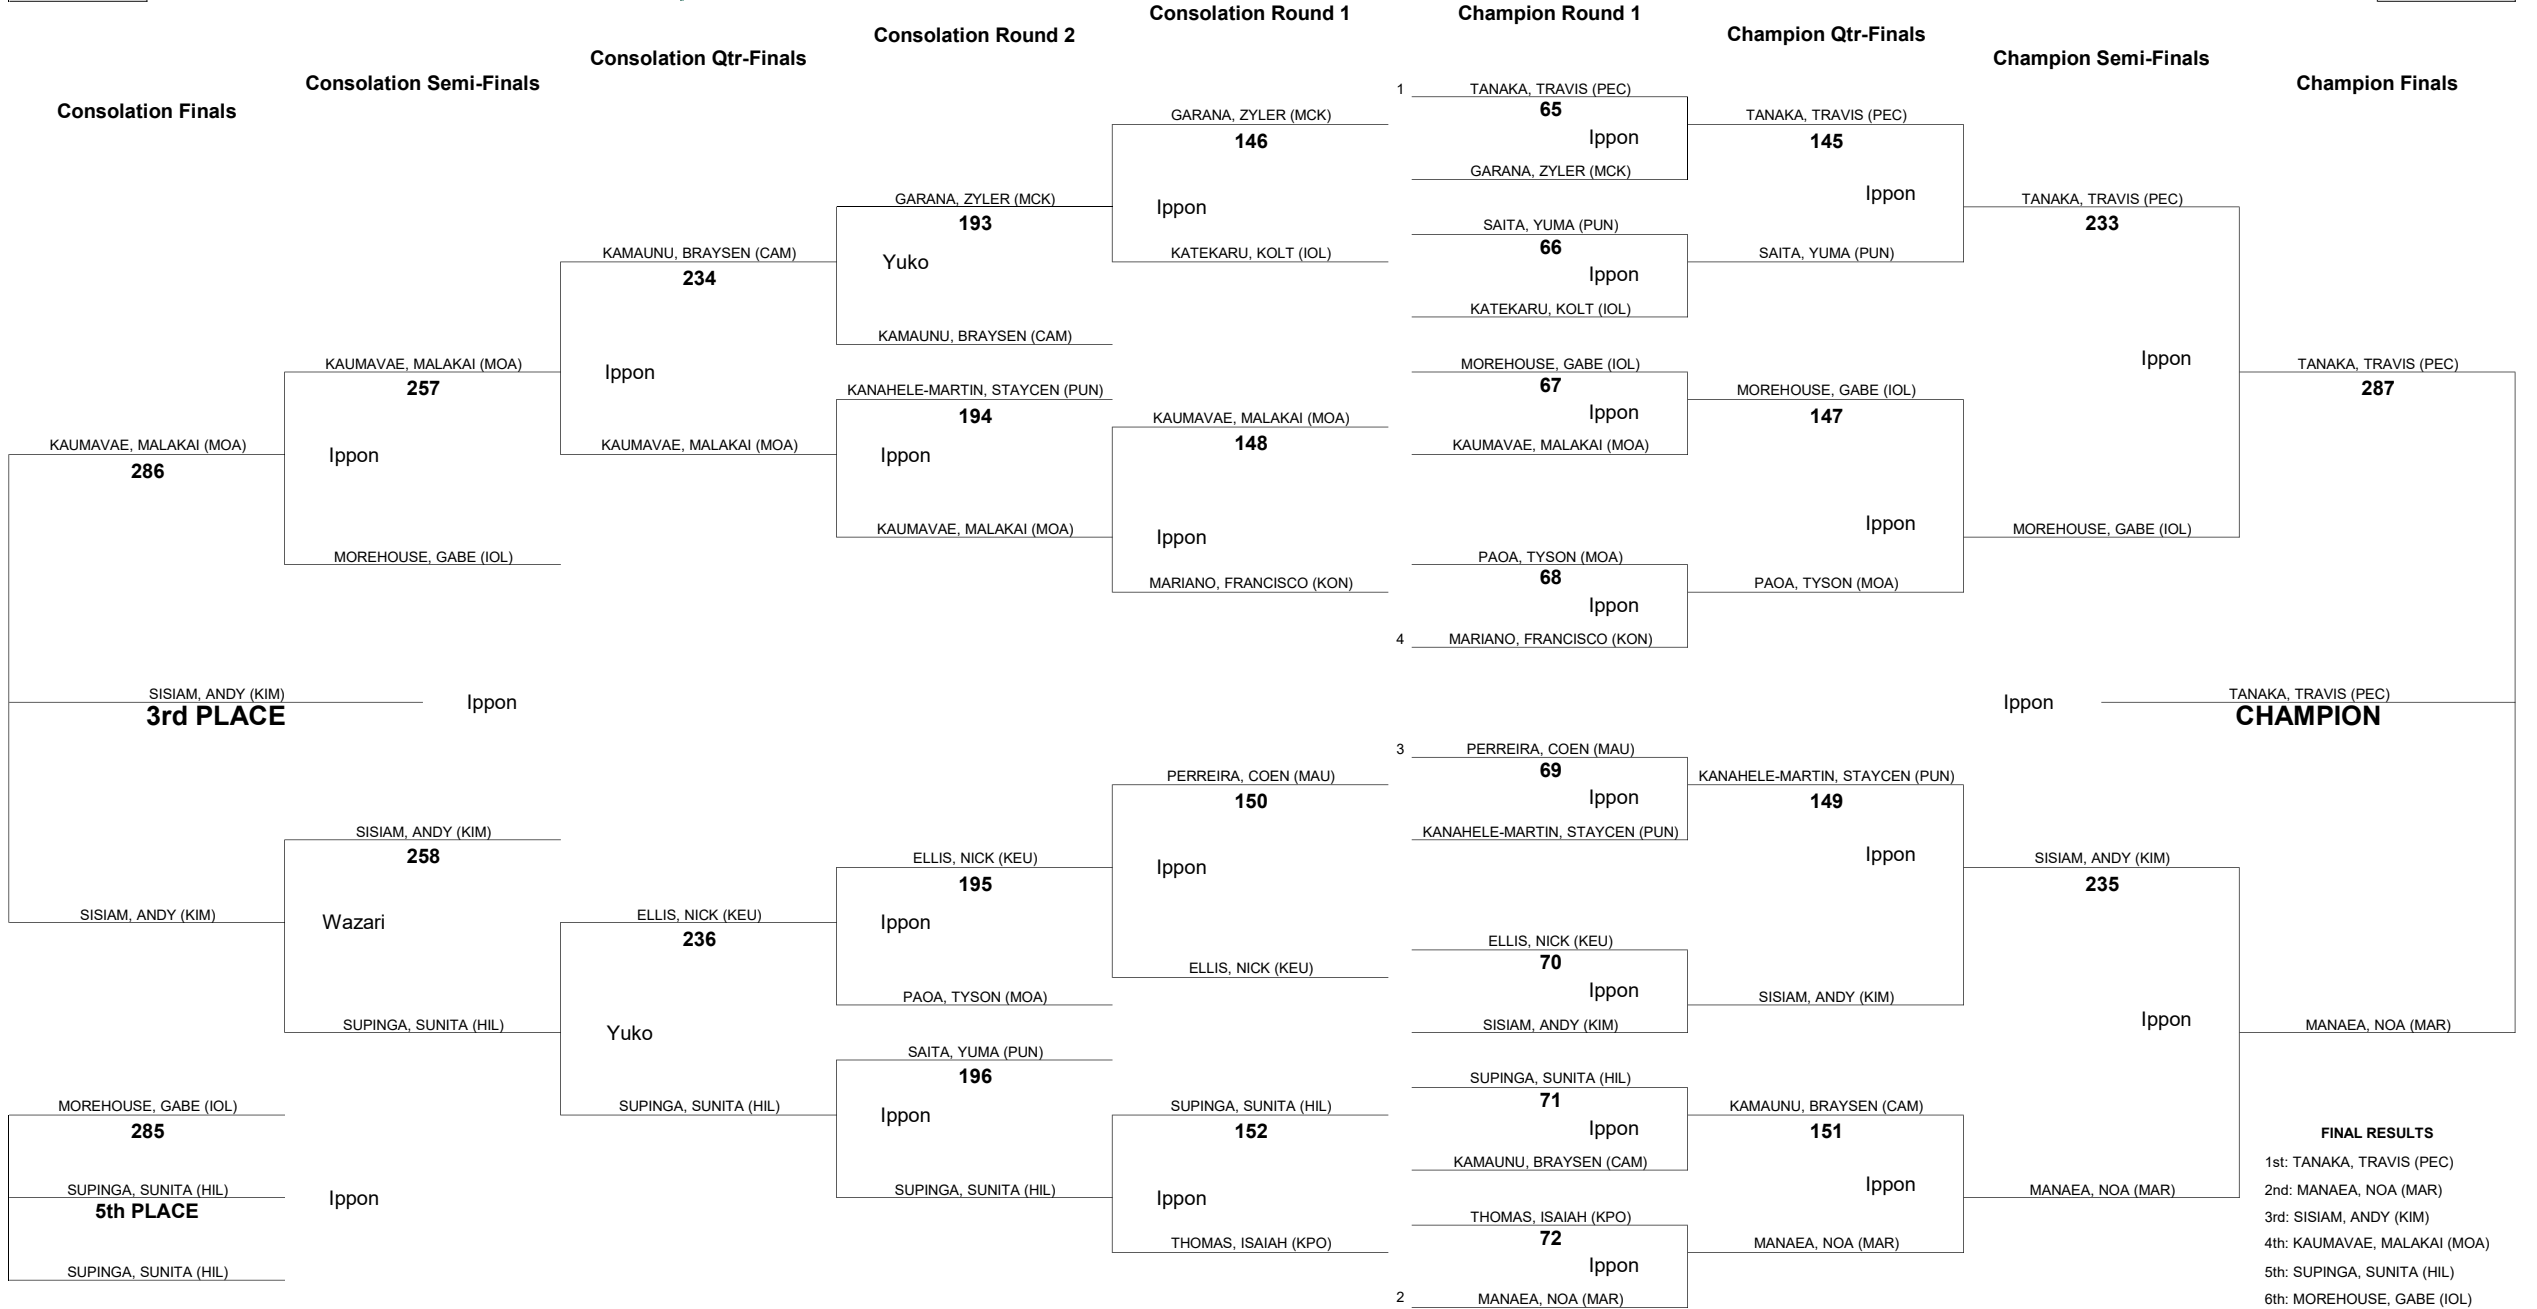 Consolation Round 1
Champion Round 1
Consolation Round 2
Champion Qtr-Finals
Consolation Qtr-Finals
Champion Semi-Finals
Consolation Semi-Finals
Champion Finals
Consolation Finals
KAUMAVAE, MALAKAI (MOA)
286
SISIAM, ANDY (KIM)
3rd PLACE
Ippon
SISIAM, ANDY (KIM)
MOREHOUSE, GABE (IOL)
285
SUPINGA, SUNITA (HIL)
5th PLACE
Ippon
SUPINGA, SUNITA (HIL)
KAUMAVAE, MALAKAI (MOA)
257
Ippon
MOREHOUSE, GABE (IOL)
SISIAM, ANDY (KIM)
258
Wazari
SUPINGA, SUNITA (HIL)
KAMAUNU, BRAYSEN (CAM)
234
Ippon
KAUMAVAE, MALAKAI (MOA)
ELLIS, NICK (KEU)
236
Yuko
SUPINGA, SUNITA (HIL)
GARANA, ZYLER (MCK)
193
Yuko
KAMAUNU, BRAYSEN (CAM)
KANAHELE-MARTIN, STAYCEN (PUN)
194
Ippon
KAUMAVAE, MALAKAI (MOA)
ELLIS, NICK (KEU)
195
Ippon
PAOA, TYSON (MOA)
SAITA, YUMA (PUN)
196
Ippon
SUPINGA, SUNITA (HIL)
GARANA, ZYLER (MCK)
146
Ippon
KATEKARU, KOLT (IOL)
KAUMAVAE, MALAKAI (MOA)
148
Ippon
MARIANO, FRANCISCO (KON)
PERREIRA, COEN (MAU)
150
Ippon
ELLIS, NICK (KEU)
SUPINGA, SUNITA (HIL)
152
Ippon
THOMAS, ISAIAH (KPO)
1 TANAKA, TRAVIS (PEC)
65
Ippon
GARANA, ZYLER (MCK)
SAITA, YUMA (PUN)
66
Ippon
KATEKARU, KOLT (IOL)
MOREHOUSE, GABE (IOL)
67
Ippon
KAUMAVAE, MALAKAI (MOA)
PAOA, TYSON (MOA)
68
Ippon
4 MARIANO, FRANCISCO (KON)
3 PERREIRA, COEN (MAU)
69
Ippon
KANAHELE-MARTIN, STAYCEN (PUN)
ELLIS, NICK (KEU)
70
Ippon
SISIAM, ANDY (KIM)
SUPINGA, SUNITA (HIL)
71
Ippon
KAMAUNU, BRAYSEN (CAM)
THOMAS, ISAIAH (KPO)
72
Ippon
2 MANAEA, NOA (MAR)
TANAKA, TRAVIS (PEC)
145
Ippon
SAITA, YUMA (PUN)
MOREHOUSE, GABE (IOL)
147
Ippon
PAOA, TYSON (MOA)
KANAHELE-MARTIN, STAYCEN (PUN)
149
Ippon
SISIAM, ANDY (KIM)
KAMAUNU, BRAYSEN (CAM)
151
Ippon
MANAEA, NOA (MAR)
TANAKA, TRAVIS (PEC)
233
Ippon
MOREHOUSE, GABE (IOL)
SISIAM, ANDY (KIM)
235
Ippon
MANAEA, NOA (MAR)
TANAKA, TRAVIS (PEC)
287
Ippon
TANAKA, TRAVIS (PEC)
CHAMPION
MANAEA, NOA (MAR)
FINAL RESULTS
1st: TANAKA, TRAVIS (PEC)
2nd: MANAEA, NOA (MAR)
3rd: SISIAM, ANDY (KIM)
4th: KAUMAVAE, MALAKAI (MOA)
5th: SUPINGA, SUNITA (HIL)
6th: MOREHOUSE, GABE (IOL)